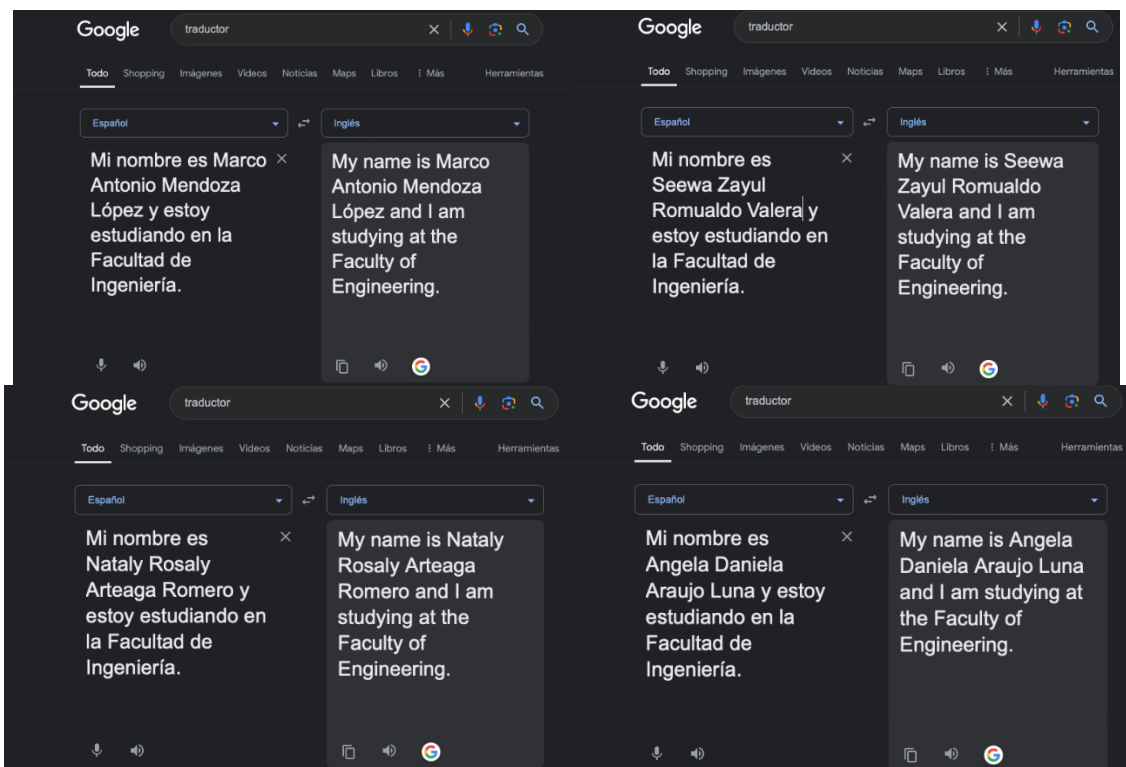 Google
traductor
Todo Shopping Imágenes Videos Noticias Maps Libros Más Herramientas
Español
Inglés
Mi nombre es Marco
Antonio Mendoza
López y estoy
estudiando en la
Facultad de
Ingeniería.
My name is Marco
Antonio Mendoza
López and I am
studying at the
Faculty of
Engineering.
Google
traductor
Todo Shopping Imágenes Videos Noticias Maps Libros Más Herramientas
Español
Inglés
Mi nombre es
Seewa Zayul
Romualdo Valera y
estoy estudiando en
la Facultad de
Ingeniería.
My name is Seewa
Zayul Romualdo
Valera and I am
studying at the
Faculty of
Engineering.
Google
traductor
Todo Shopping Imágenes Videos Noticias Maps Libros Más Herramientas
Español
Inglés
Mi nombre es
Nataly Rosaly
Arteaga Romero y
estoy estudiando en
la Facultad de
Ingeniería.
My name is Nataly
Rosaly Arteaga
Romero and I am
studying at the
Faculty of
Engineering.
Google
traductor
Todo Shopping Imágenes Videos Noticias Maps Libros Más Herramientas
Español
Inglés
Mi nombre es
Angela Daniela
Araujo Luna y estoy
estudiando en la
Facultad de
Ingeniería.
My name is Angela
Daniela Araujo Luna
and I am studying at
the Faculty of
Engineering.